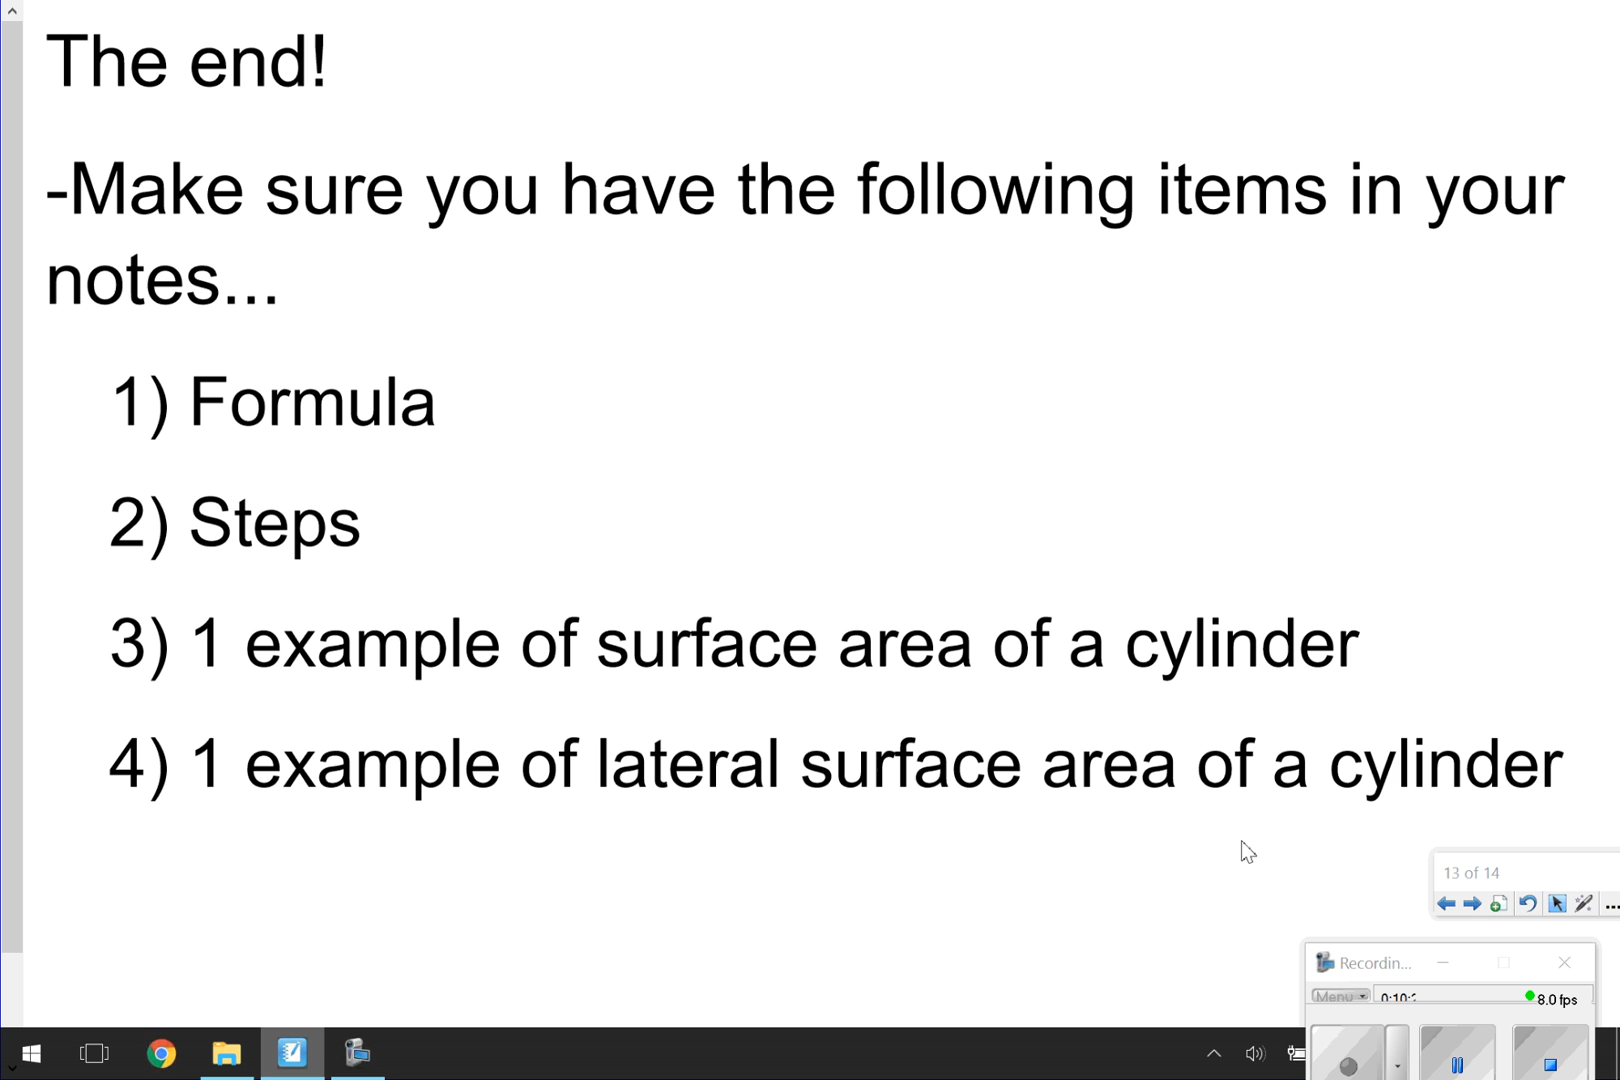 The end!
-Make sure you have the following items in your
notes...
1) Formula
2) Steps
3) 1 example of surface area of a cylinder
4) 1 example of lateral surface area of a cylinder
13 of 14
Recordin...
Menu
8.0 fps